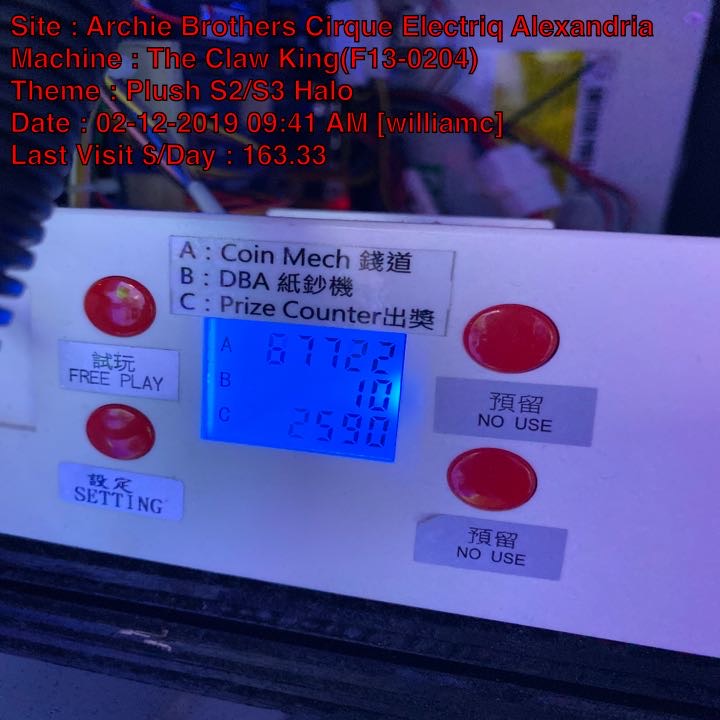 Site : Archie Brothers Cirque Electriq Alexandria
Machine : The Claw King(F13-0204)
Theme : Plush S2/S3 Halo
Date : 02-12-2019 09:41 AM [williamc]
Last Visit $/Day : 163.33
A : Coin Mech 錢道
B : DBA 紙鈔機
C : Prize Counter出獎
A 67722
B 10
C 2590
試玩
FREE PLAY
設定
SETTING
預留
NO USE
預留
NO USE